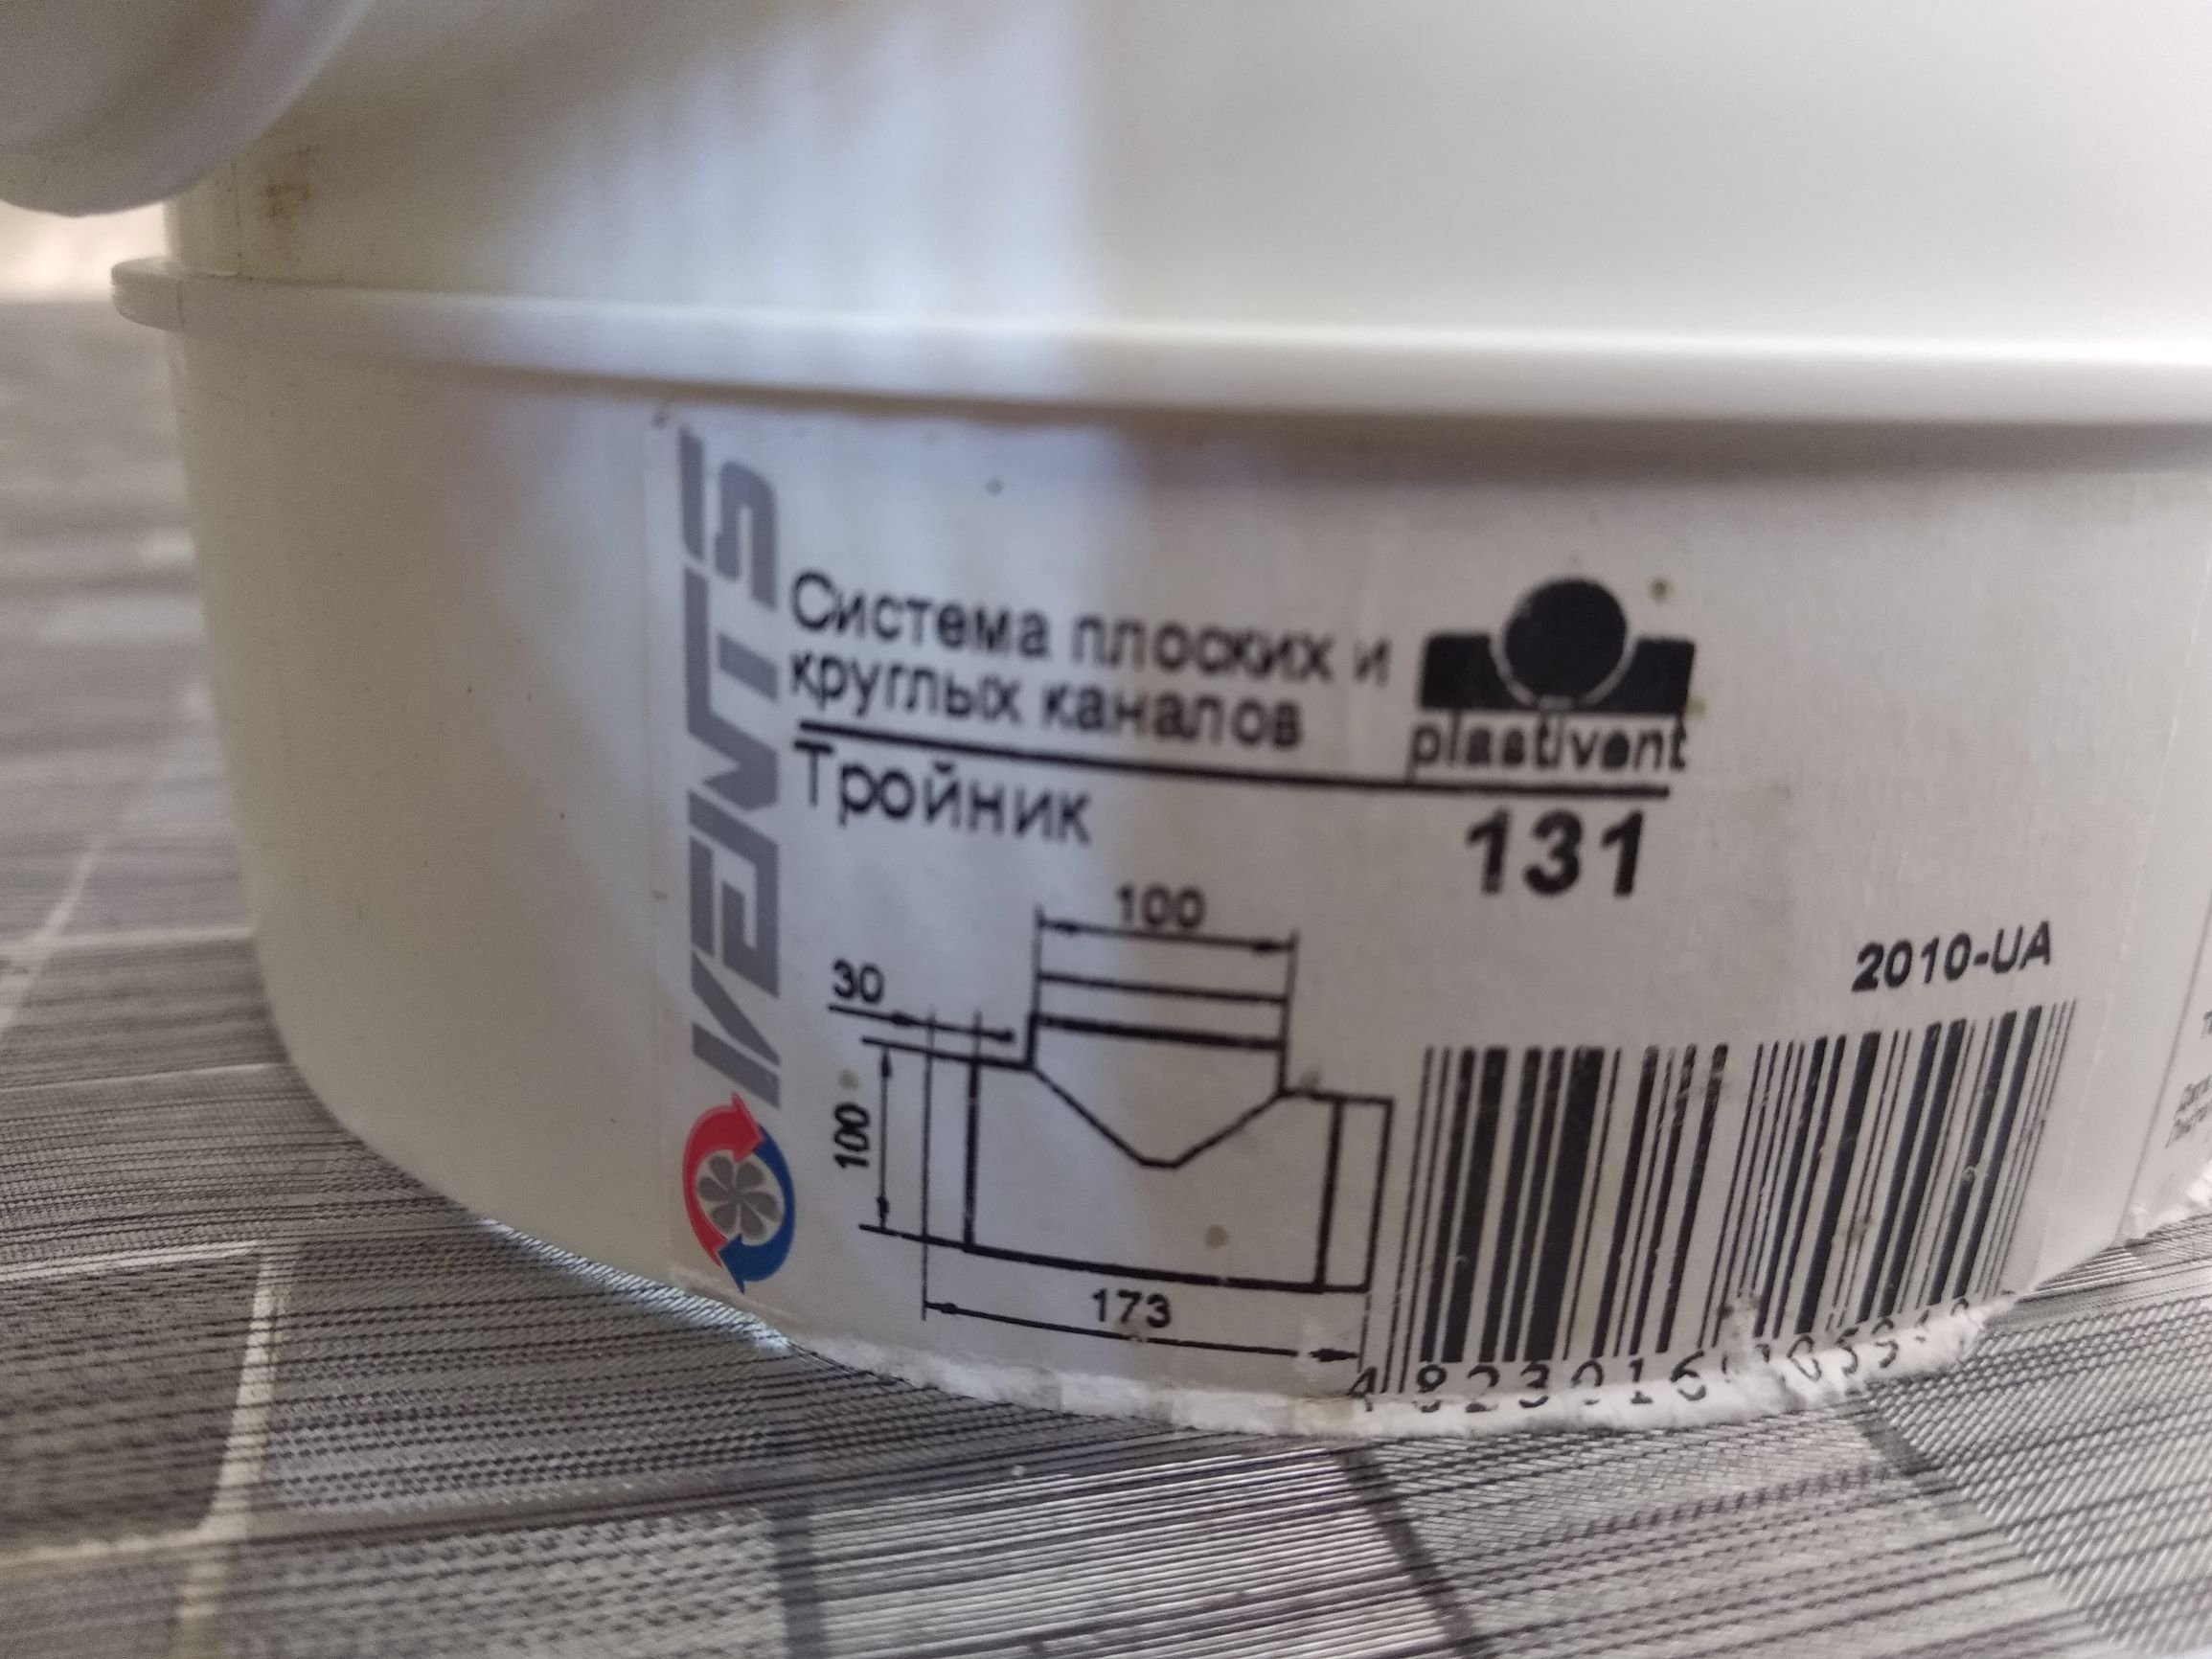 VENTS
Система плоских и
круглых каналов
plastivent
Тройник
131
100
30
100
173
2010-UA